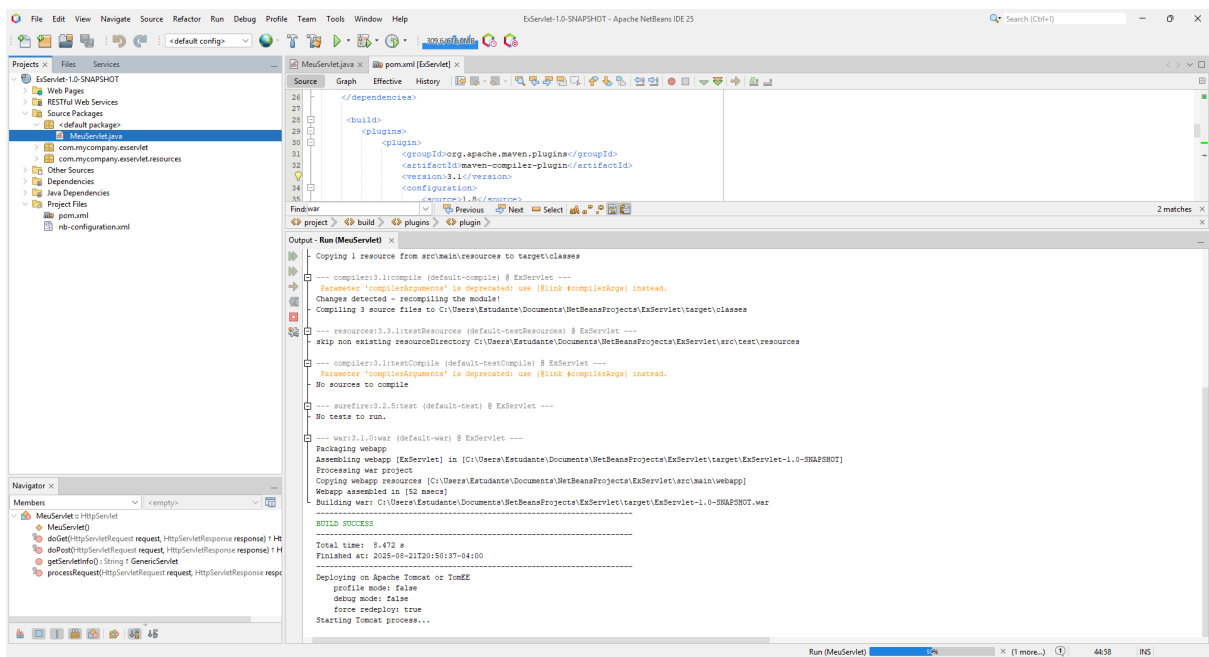 File Edit View Navigate Source Refactor Run Debug Profile Team Tools Window Help
ExServlet-1.0-SNAPSHOT - Apache NetBeans IDE 25
Search (Ctrl+I)
<default config>
309,6/618,0MB
Projects Files Services
ExServlet-1.0-SNAPSHOT
Web Pages
RESTful Web Services
Source Packages
<default package>
MeuServlet.java
com.mycompany.exservlet
com.mycompany.exservlet.resources
Other Sources
Dependencies
Java Dependencies
Project Files
pom.xml
nb-configuration.xml
MeuServlet.java pom.xml [ExServlet]
Source Graph Effective History
26 </dependencies>
27
28 <build>
29 <plugins>
30 <plugin>
31 <groupId>org.apache.maven.plugins</groupId>
32 <artifactId>maven-compiler-plugin</artifactId>
<version>3.1</version>
34 <configuration>
35 <source>1.8</source>
Find: war Previous Next Select 2 matches
project build plugins plugin
Output - Run (MeuServlet)
Copying 1 resource from src\main\resources to target\classes
--- compiler:3.1:compile (default-compile) @ ExServlet ---
Parameter 'compilerArguments' is deprecated: use {@link #compilerArgs} instead.
Changes detected - recompiling the module!
Compiling 3 source files to C:\Users\Estudante\Documents\NetBeansProjects\ExServlet\target\classes
--- resources:3.3.1:testResources (default-testResources) @ ExServlet ---
skip non existing resourceDirectory C:\Users\Estudante\Documents\NetBeansProjects\ExServlet\src\test\resources
--- compiler:3.1:testCompile (default-testCompile) @ ExServlet ---
Parameter 'compilerArguments' is deprecated: use {@link #compilerArgs} instead.
No sources to compile
--- surefire:3.2.5:test (default-test) @ ExServlet ---
No tests to run.
--- war:3.1.0:war (default-war) @ ExServlet ---
Packaging webapp
Assembling webapp [ExServlet] in [C:\Users\Estudante\Documents\NetBeansProjects\ExServlet\target\ExServlet-1.0-SNAPSHOT]
Processing war project
Copying webapp resources [C:\Users\Estudante\Documents\NetBeansProjects\ExServlet\src\main\webapp]
Webapp assembled in [52 msecs]
Building war: C:\Users\Estudante\Documents\NetBeansProjects\ExServlet\target\ExServlet-1.0-SNAPSHOT.war
------------------------------------------------------------------------
BUILD SUCCESS
------------------------------------------------------------------------
Total time: 8.472 s
Finished at: 2025-08-21T20:50:37-04:00
------------------------------------------------------------------------
Deploying on Apache Tomcat or TomEE
profile mode: false
debug mode: false
force redeploy: true
Starting Tomcat process...
Navigator
Members <empty>
MeuServlet :: HttpServlet
MeuServlet()
doGet(HttpServletRequest request, HttpServletResponse response) ↑ Ht
doPost(HttpServletRequest request, HttpServletResponse response) ↑ H
getServletInfo() : String ↑ GenericServlet
processRequest(HttpServletRequest request, HttpServletResponse respo
Run (MeuServlet) (1 more...) 1 44:58 INS